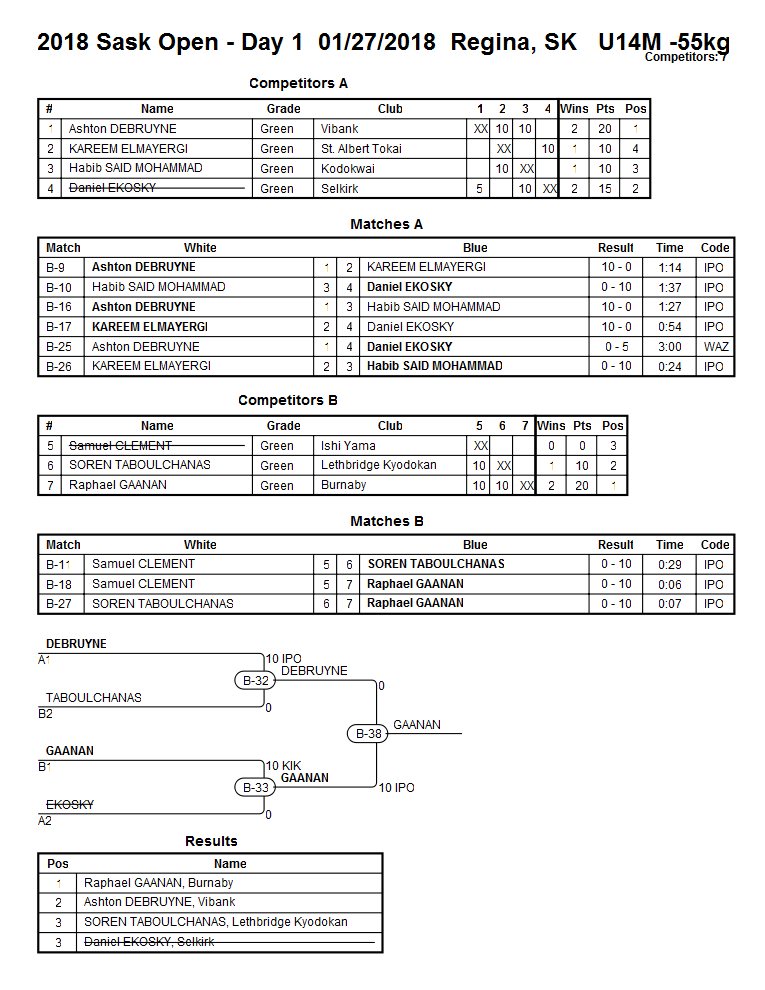 2018 Sask Open - Day 1 01/27/2018 Regina, SK U14M -55kg
Competitors: 7
Competitors A
# Name Grade Club 1 2 3 4 Wins Pts Pos
1 Ashton DEBRUYNE Green Vibank XX 10 10 2 20 1
2 KAREEM ELMAYERGI Green St. Albert Tokai XX 10 1 10 4
3 Habib SAID MOHAMMAD Green Kodokwai 10 XX 1 10 3
4 Daniel EKOSKY Green Selkirk 5 10 XX 2 15 2
Matches A
Match White Blue Result Time Code
B-9 Ashton DEBRUYNE 1 2 KAREEM ELMAYERGI 10 - 0 1:14 IPO
B-10 Habib SAID MOHAMMAD 3 4 Daniel EKOSKY 0 - 10 1:37 IPO
B-16 Ashton DEBRUYNE 1 3 Habib SAID MOHAMMAD 10 - 0 1:27 IPO
B-17 KAREEM ELMAYERGI 2 4 Daniel EKOSKY 10 - 0 0:54 IPO
B-25 Ashton DEBRUYNE 1 4 Daniel EKOSKY 0 - 5 3:00 WAZ
B-26 KAREEM ELMAYERGI 2 3 Habib SAID MOHAMMAD 0 - 10 0:24 IPO
Competitors B
# Name Grade Club 5 6 7 Wins Pts Pos
5 Samuel CLEMENT Green Ishi Yama XX 0 0 3
6 SOREN TABOULCHANAS Green Lethbridge Kyodokan 10 XX 1 10 2
7 Raphael GAANAN Green Burnaby 10 10 XX 2 20 1
Matches B
Match White Blue Result Time Code
B-11 Samuel CLEMENT 5 6 SOREN TABOULCHANAS 0 - 10 0:29 IPO
B-18 Samuel CLEMENT 5 7 Raphael GAANAN 0 - 10 0:06 IPO
B-27 SOREN TABOULCHANAS 6 7 Raphael GAANAN 0 - 10 0:07 IPO
DEBRUYNE
A1 10 IPO
B-32 DEBRUYNE
TABOULCHANAS 0
B2 0
B-38 GAANAN
GAANAN
B1 10 KIK
B-33 GAANAN
10 IPO
EKOSKY
A2 0
Results
Pos Name
1 Raphael GAANAN, Burnaby
2 Ashton DEBRUYNE, Vibank
3 SOREN TABOULCHANAS, Lethbridge Kyodokan
3 Daniel EKOSKY, Selkirk